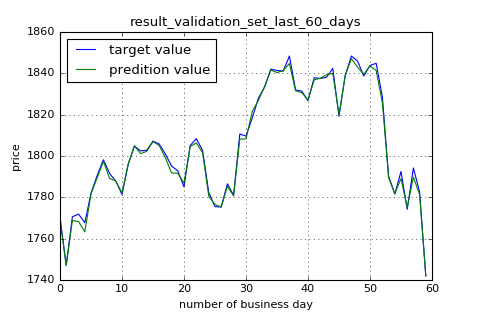 result_validation_set_last_60_days
1860
1840
1820
1800
1780
1760
1740
price
target value
predition value
0 10 20 30 40 50 60
number of business day